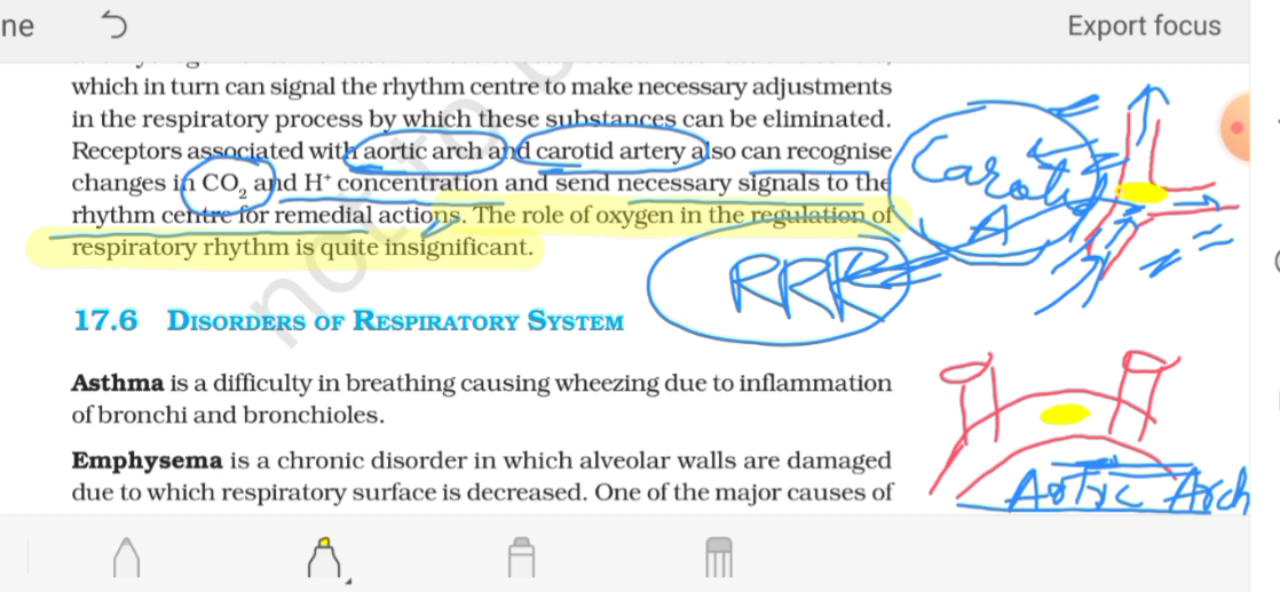 ne
Export focus
which in turn can signal the rhythm centre to make necessary adjustments
in the respiratory process by which these substances can be eliminated.
Receptors associated with aortic arch and carotid artery also can recognise
changes in CO₂ and H⁺ concentration and send necessary signals to the
rhythm centre for remedial actions. The role of oxygen in the regulation of
respiratory rhythm is quite insignificant.
Carotid
A
RRR
17.6 DISORDERS OF RESPIRATORY SYSTEM
Asthma is a difficulty in breathing causing wheezing due to inflammation
of bronchi and bronchioles.
Emphysema is a chronic disorder in which alveolar walls are damaged
due to which respiratory surface is decreased. One of the major causes of
Aortic Arch